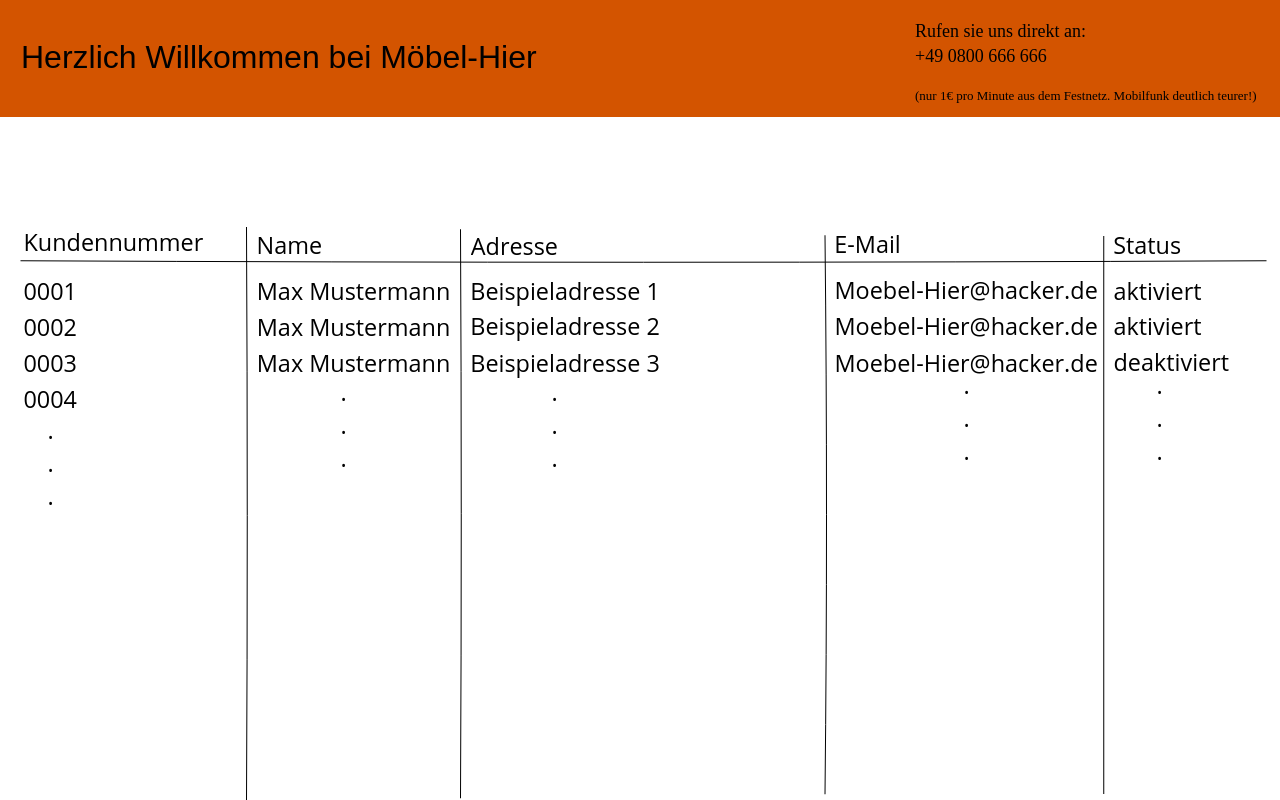 Herzlich Willkommen bei Möbel-Hier
Rufen sie uns direkt an:
+49 0800 666 666
(nur 1€ pro Minute aus dem Festnetz. Mobilfunk deutlich teurer!)
Kundennummer Name Adresse E-Mail Status
0001 Max Mustermann Beispieladresse 1 Moebel-Hier@hacker.de aktiviert
0002 Max Mustermann Beispieladresse 2 Moebel-Hier@hacker.de aktiviert
0003 Max Mustermann Beispieladresse 3 Moebel-Hier@hacker.de deaktiviert
0004 . . . .
. . . . .
. . . . .
.